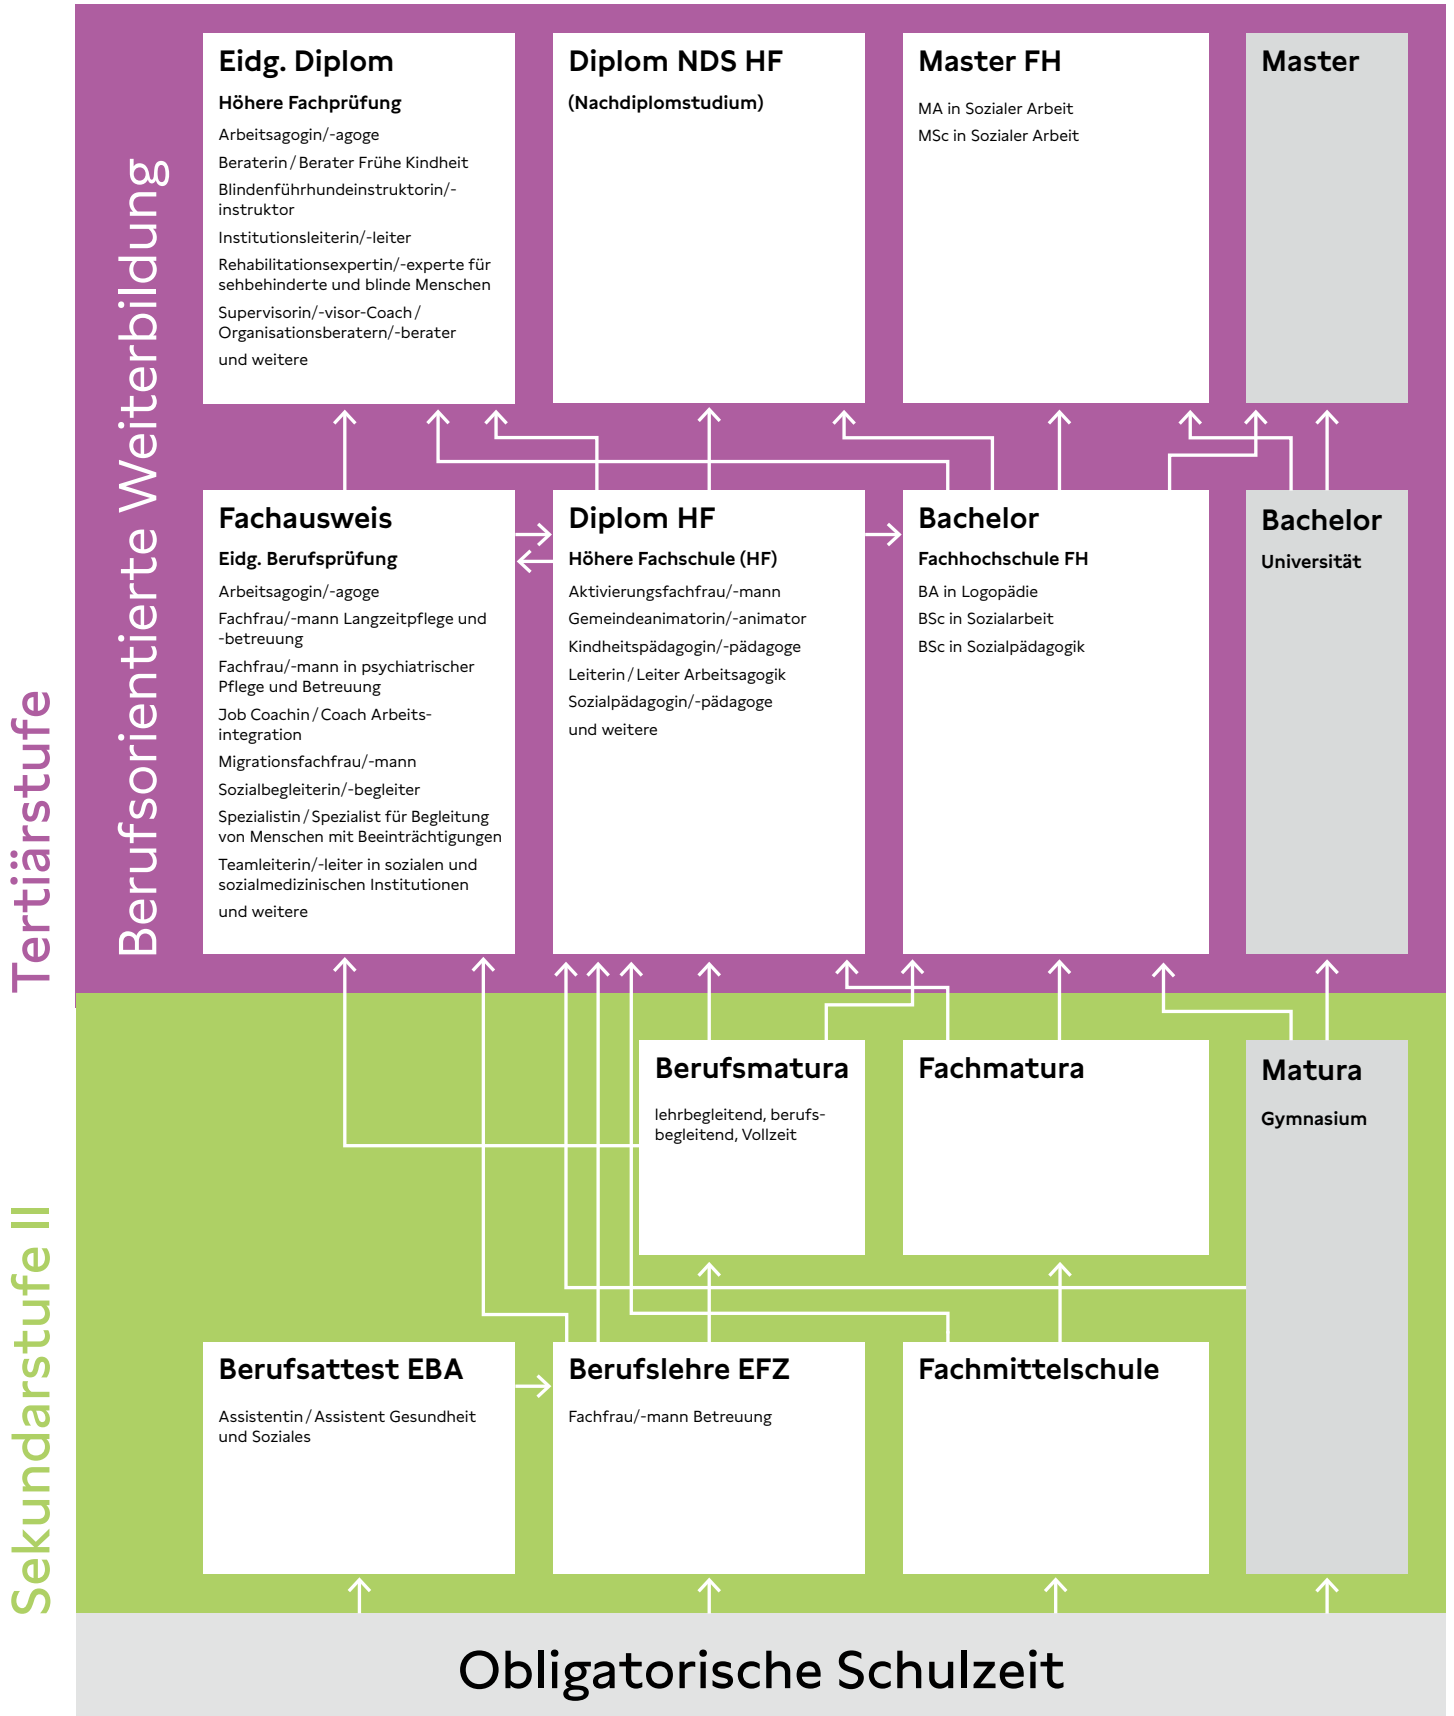 Tertiärstufe
Berufsorientierte Weiterbildung
Eidg. Diplom
Höhere Fachprüfung
Arbeitsagogin/-agoge
Beraterin / Berater Frühe Kindheit
Blindenführhundeinstruktorin/-
instruktor
Institutionsleiterin/-leiter
Rehabilitationsexpertin/-experte für
sehbehinderte und blinde Menschen
Supervisorin/-visor-Coach /
Organisationsberatern/-berater
und weitere
Diplom NDS HF
(Nachdiplomstudium)
Master FH
MA in Sozialer Arbeit
MSc in Sozialer Arbeit
Master
Fachausweis
Eidg. Berufsprüfung
Arbeitsagogin/-agoge
Fachfrau/-mann Langzeitpflege und
-betreuung
Fachfrau/-mann in psychiatrischer
Pflege und Betreuung
Job Coachin / Coach Arbeits-
integration
Migrationsfachfrau/-mann
Sozialbegleiterin/-begleiter
Spezialistin / Spezialist für Begleitung
von Menschen mit Beeinträchtigungen
Teamleiterin/-leiter in sozialen und
sozialmedizinischen Institutionen
und weitere
Diplom HF
Höhere Fachschule (HF)
Aktivierungsfachfrau/-mann
Gemeindeanimatorin/-animator
Kindheitspädagogin/-pädagoge
Leiterin / Leiter Arbeitsagogik
Sozialpädagogin/-pädagoge
und weitere
Bachelor
Fachhochschule FH
BA in Logopädie
BSc in Sozialarbeit
BSc in Sozialpädagogik
Bachelor
Universität
Sekundarstufe II
Berufsmatura
lehrbegleitend, berufs-
begleitend, Vollzeit
Fachmatura
Matura
Gymnasium
Berufsattest EBA
Assistentin / Assistent Gesundheit
und Soziales
Berufslehre EFZ
Fachfrau/-mann Betreuung
Fachmittelschule
Obligatorische Schulzeit